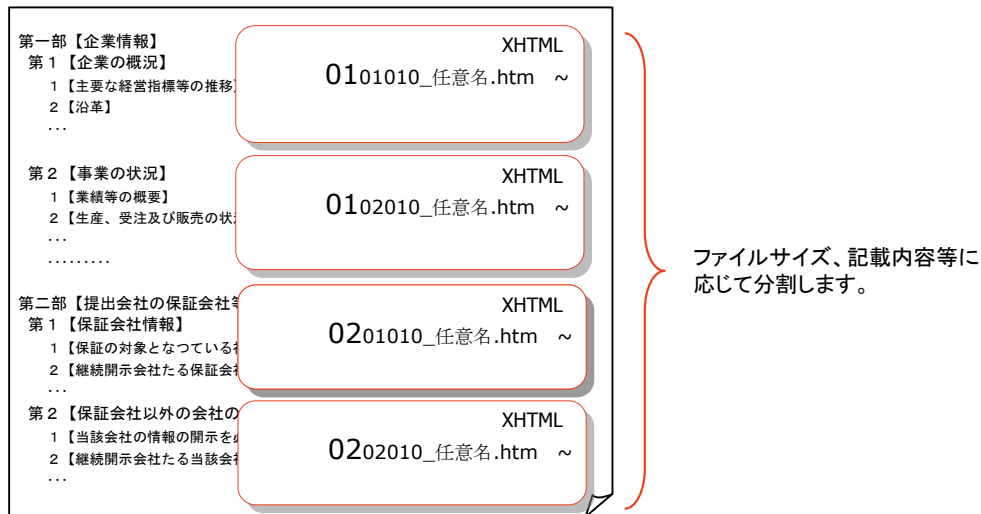 第一部【企業情報】
第１【企業の概況】
１【主要な経営指標等の推移】
２【沿革】
...
XHTML
0101010_任意名.htm ~
第２【事業の状況】
１【業績等の概要】
２【生産、受注及び販売の状
...
.........
XHTML
0102010_任意名.htm ~
第二部【提出会社の保証会社等
第１【保証会社情報】
１【保証の対象となつている
２【継続開示会社たる保証会
...
XHTML
0201010_任意名.htm ~
第２【保証会社以外の会社の
１【当該会社の情報の開示を
２【継続開示会社たる当該会
...
XHTML
0202010_任意名.htm ~
ファイルサイズ、記載内容等に
応じて分割します。